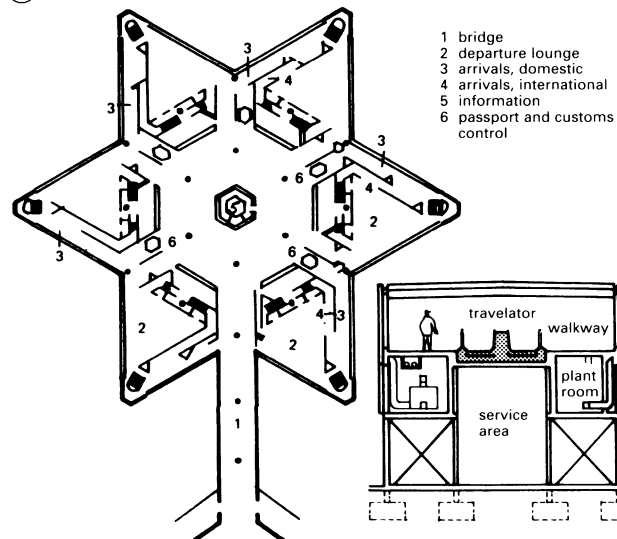 1 bridge
2 departure lounge
3 arrivals, domestic
4 arrivals, international
5 information
6 passport and customs
control
3
4
3
3
6
4
2
5
6
6
3
2
4 3
2
1
travelator
walkway
plant
room
service
area